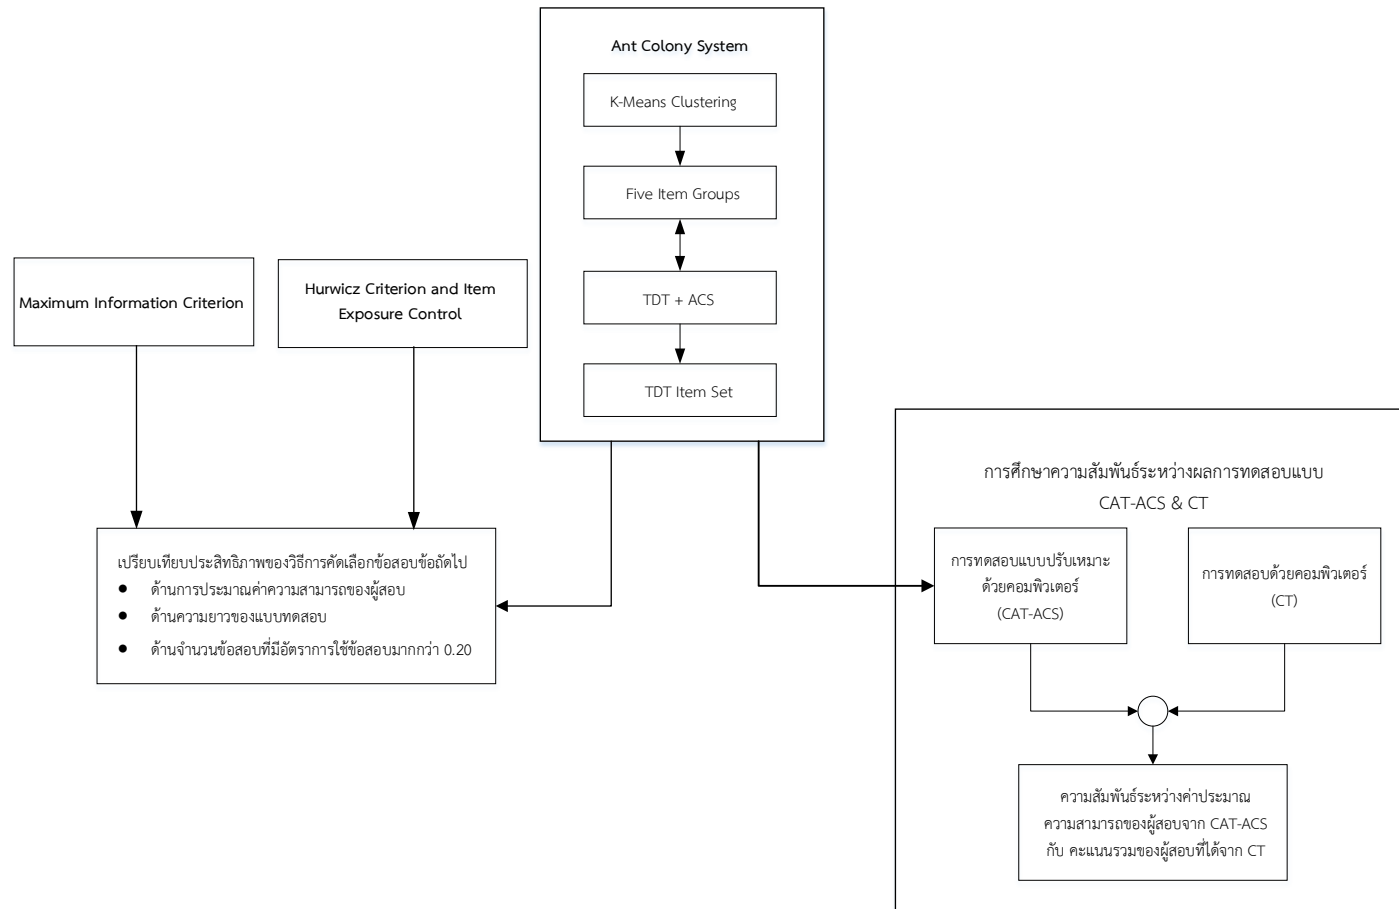 Ant Colony System
K-Means Clustering
Five Item Groups
TDT + ACS
TDT Item Set
Maximum Information Criterion
Hurwicz Criterion and Item
Exposure Control
เปรียบเทียบประสิทธิภาพของวิธีการคัดเลือกข้อสอบข้อถัดไป
● ด้านการประมาณค่าความสามารถของผู้สอบ
● ด้านความยาวของแบบทดสอบ
● ด้านจำนวนข้อสอบที่มีอัตราการใช้ข้อสอบมากกว่า 0.20
การศึกษาความสัมพันธ์ระหว่างผลการทดสอบแบบ
CAT-ACS & CT
การทดสอบแบบปรับเหมาะ
ด้วยคอมพิวเตอร์
(CAT-ACS)
การทดสอบด้วยคอมพิวเตอร์
(CT)
ความสัมพันธ์ระหว่างค่าประมาณ
ความสามารถของผู้สอบจาก CAT-ACS
กับ คะแนนรวมของผู้สอบที่ได้จาก CT